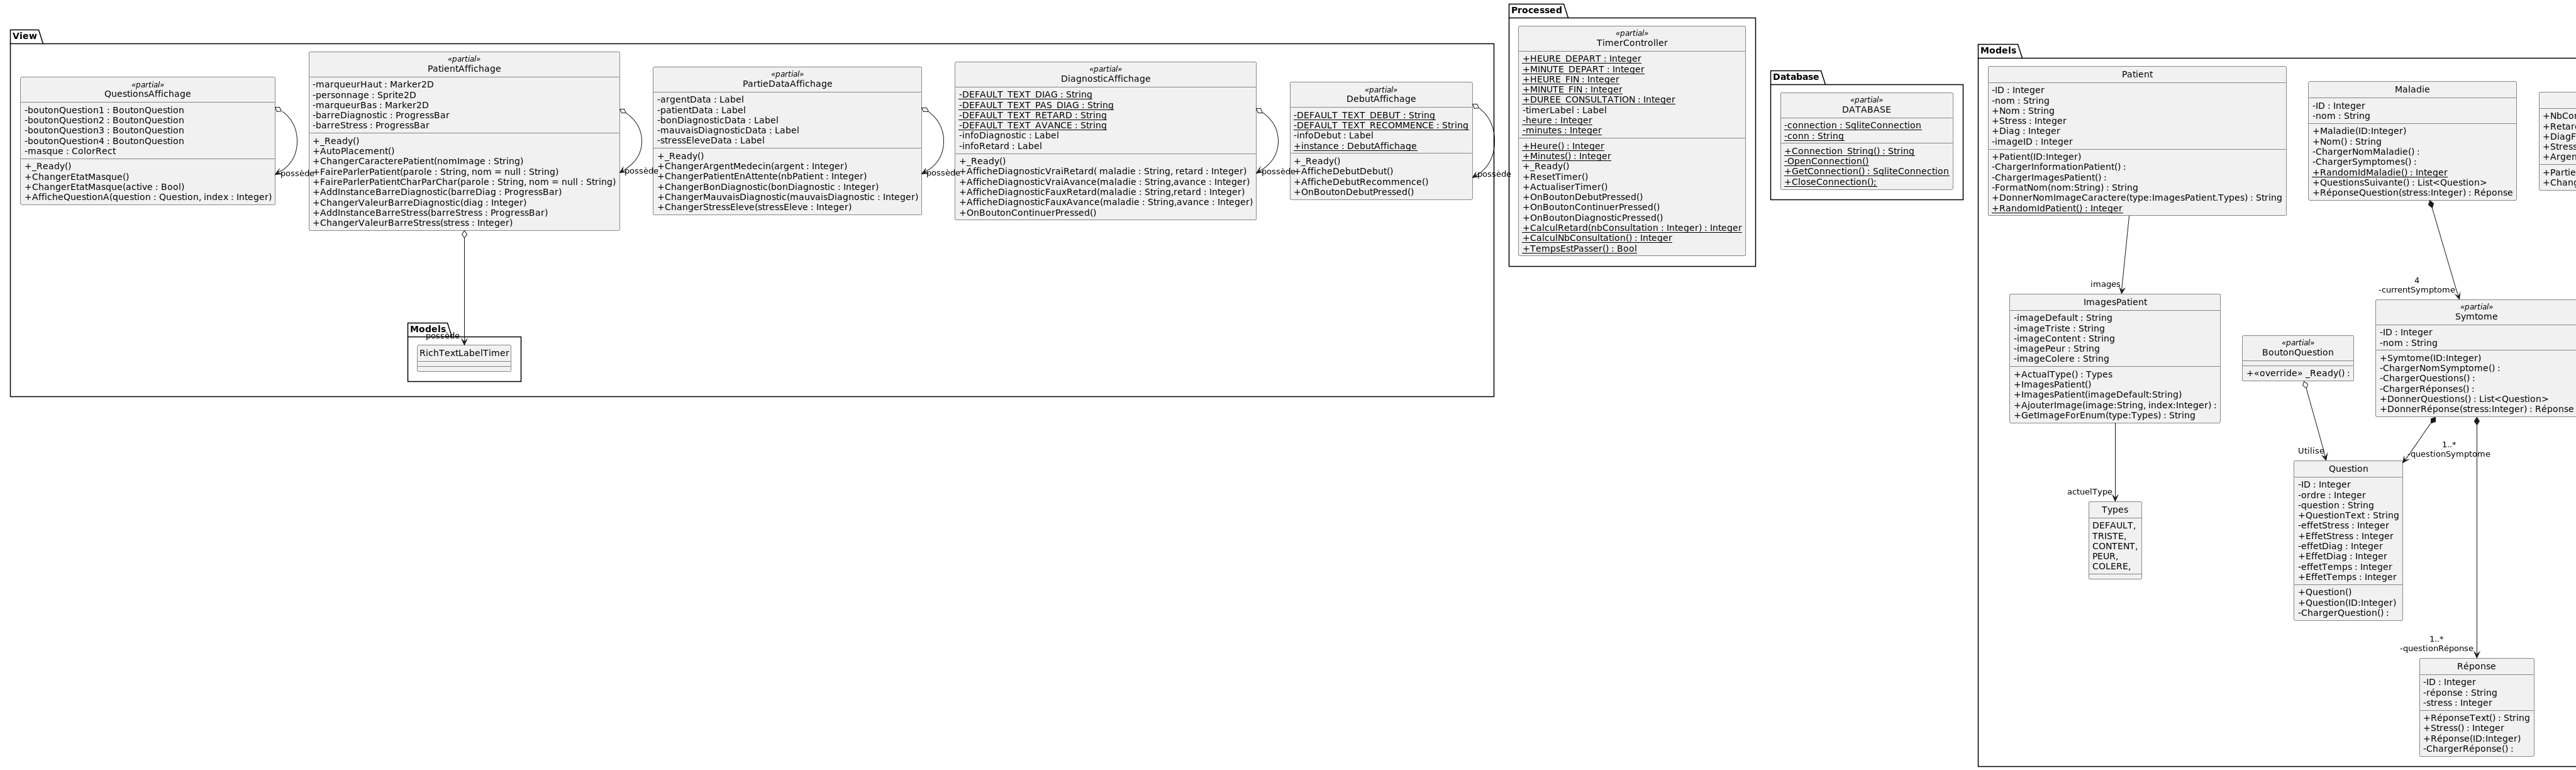 View
«partial»
QuestionsAffichage
-boutonQuestion1 : BoutonQuestion
-boutonQuestion2 : BoutonQuestion
-boutonQuestion3 : BoutonQuestion
-boutonQuestion4 : BoutonQuestion
-masque : ColorRect
+_Ready()
+ChangerEtatMasque()
+ChangerEtatMasque(active : Bool)
+AfficheQuestionA(question : Question, index : Integer)
possède
«partial»
PatientAffichage
-marqueurHaut : Marker2D
-personnage : Sprite2D
-marqueurBas : Marker2D
-barreDiagnostic : ProgressBar
-barreStress : ProgressBar
+_Ready()
+AutoPlacement()
+ChangerCaracterePatient(nomImage : String)
+FaireParlerPatient(parole : String, nom = null : String)
+FaireParlerPatientCharParChar(parole : String, nom = null : String)
+AddInstanceBarreDiagnostic(barreDiag : ProgressBar)
+ChangerValeurBarreDiagnostic(diag : Integer)
+AddInstanceBarreStress(barreStress : ProgressBar)
+ChangerValeurBarreStress(stress : Integer)
possède
possède
Models
RichTextLabelTimer
«partial»
PartieDataAffichage
-argentData : Label
-patientData : Label
-bonDiagnosticData : Label
-mauvaisDiagnosticData : Label
-stressEleveData : Label
+_Ready()
+ChangerArgentMedecin(argent : Integer)
+ChangerPatientEnAttente(nbPatient : Integer)
+ChangerBonDiagnostic(bonDiagnostic : Integer)
+ChangerMauvaisDiagnostic(mauvaisDiagnostic : Integer)
+ChangerStressEleve(stressEleve : Integer)
possède
«partial»
DiagnosticAffichage
-DEFAULT_TEXT_DIAG : String
-DEFAULT_TEXT_PAS_DIAG : String
-DEFAULT_TEXT_RETARD : String
-DEFAULT_TEXT_AVANCE : String
-infoDiagnostic : Label
-infoRetard : Label
+_Ready()
+AfficheDiagnosticVraiRetard( maladie : String, retard : Integer)
+AfficheDiagnosticVraiAvance(maladie : String,avance : Integer)
+AfficheDiagnosticFauxRetard(maladie : String,retard : Integer)
+AfficheDiagnosticFauxAvance(maladie : String,avance : Integer)
+OnBoutonContinuerPressed()
possède
«partial»
DebutAffichage
-DEFAULT_TEXT_DEBUT : String
-DEFAULT_TEXT_RECOMMENCE : String
-infoDebut : Label
+instance : DebutAffichage
+_Ready()
+AfficheDebutDebut()
+AfficheDebutRecommence()
+OnBoutonDebutPressed()
possède
Processed
«partial»
TimerController
+HEURE_DEPART : Integer
+MINUTE_DEPART : Integer
+HEURE_FIN : Integer
+MINUTE_FIN : Integer
+DUREE_CONSULTATION : Integer
-timerLabel : Label
-heure : Integer
-minutes : Integer
+Heure() : Integer
+Minutes() : Integer
+_Ready()
+ResetTimer()
+ActualiserTimer()
+OnBoutonDebutPressed()
+OnBoutonContinuerPressed()
+OnBoutonDiagnosticPressed()
+CalculRetard(nbConsultation : Integer) : Integer
+CalculNbConsultation() : Integer
+TempsEstPasser() : Bool
Database
«partial»
DATABASE
-connection : SqliteConnection
-conn : String
+Connection_String() : String
-OpenConnection()
+GetConnection() : SqliteConnection
+CloseConnection();
Models
Patient
-ID : Integer
-nom : String
+Nom : String
+Stress : Integer
+Diag : Integer
-imageID : Integer
+Patient(ID:Integer)
-ChargerInformationPatient() :
-ChargerImagesPatient() :
-FormatNom(nom:String) : String
+DonnerNomImageCaractere(type:ImagesPatient.Types) : String
+RandomIdPatient() : Integer
images
ImagesPatient
-imageDefault : String
-imageTriste : String
-imageContent : String
-imagePeur : String
-imageColere : String
+ActualType() : Types
+ImagesPatient()
+ImagesPatient(imageDefault:String)
+AjouterImage(image:String, index:Integer) :
+GetImageForEnum(type:Types) : String
actuelType
Types
DEFAULT,
TRISTE,
CONTENT,
PEUR,
COLERE,
Maladie
-ID : Integer
-nom : String
+Maladie(ID:Integer)
+Nom() : String
-ChargerNomMaladie() :
-ChargerSymptomes() :
+RandomIdMaladie() : Integer
+QuestionsSuivante() : List<Question>
+RéponseQuestion(stress:Integer) : Réponse
4
-currentSymptome
«partial»
BoutonQuestion
+«override» _Ready() :
Utilise
«partial»
Symtome
-ID : Integer
-nom : String
+Symtome(ID:Integer)
-ChargerNomSymptome() :
-ChargerQuestions() :
-ChargerRéponses() :
+DonnerQuestions() : List<Question>
+DonnerRéponse(stress:Integer) : Réponse
1..*
-questionSymptome
Question
-ID : Integer
-ordre : Integer
-question : String
+QuestionText : String
-effetStress : Integer
+EffetStress : Integer
-effetDiag : Integer
+EffetDiag : Integer
-effetTemps : Integer
+EffetTemps : Integer
+Question()
+Question(ID:Integer)
-ChargerQuestion() :
1..*
-questionRéponse
Réponse
-ID : Integer
-réponse : String
-stress : Integer
+RéponseText() : String
+Stress() : Integer
+Réponse(ID:Integer)
-ChargerRéponse() :
+NbCon
+Retar
+DiagF
+Stress
+Argen
+Partie
+Chang